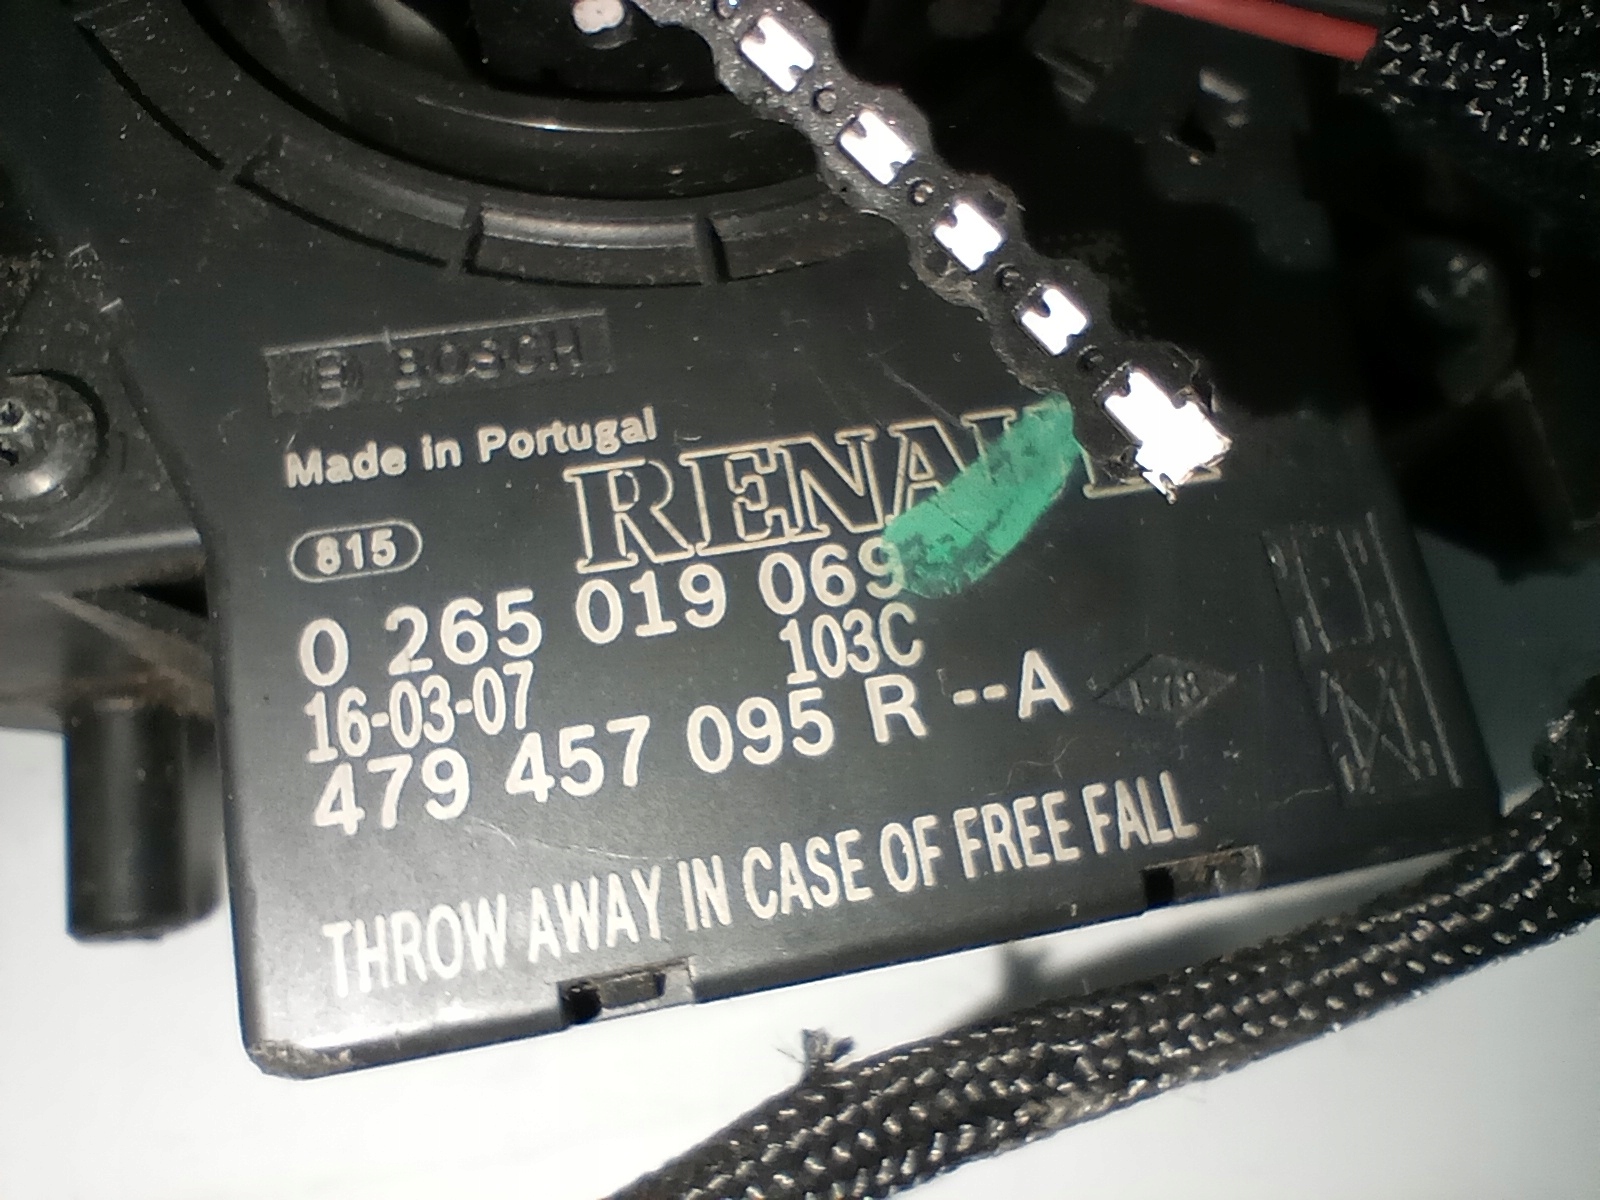 BOSCH
Made in Portugal
RENAU
815
0 265 019 069
103C
16-03-07
479 457 095 R --A
THROW AWAY IN CASE OF FREE FALL